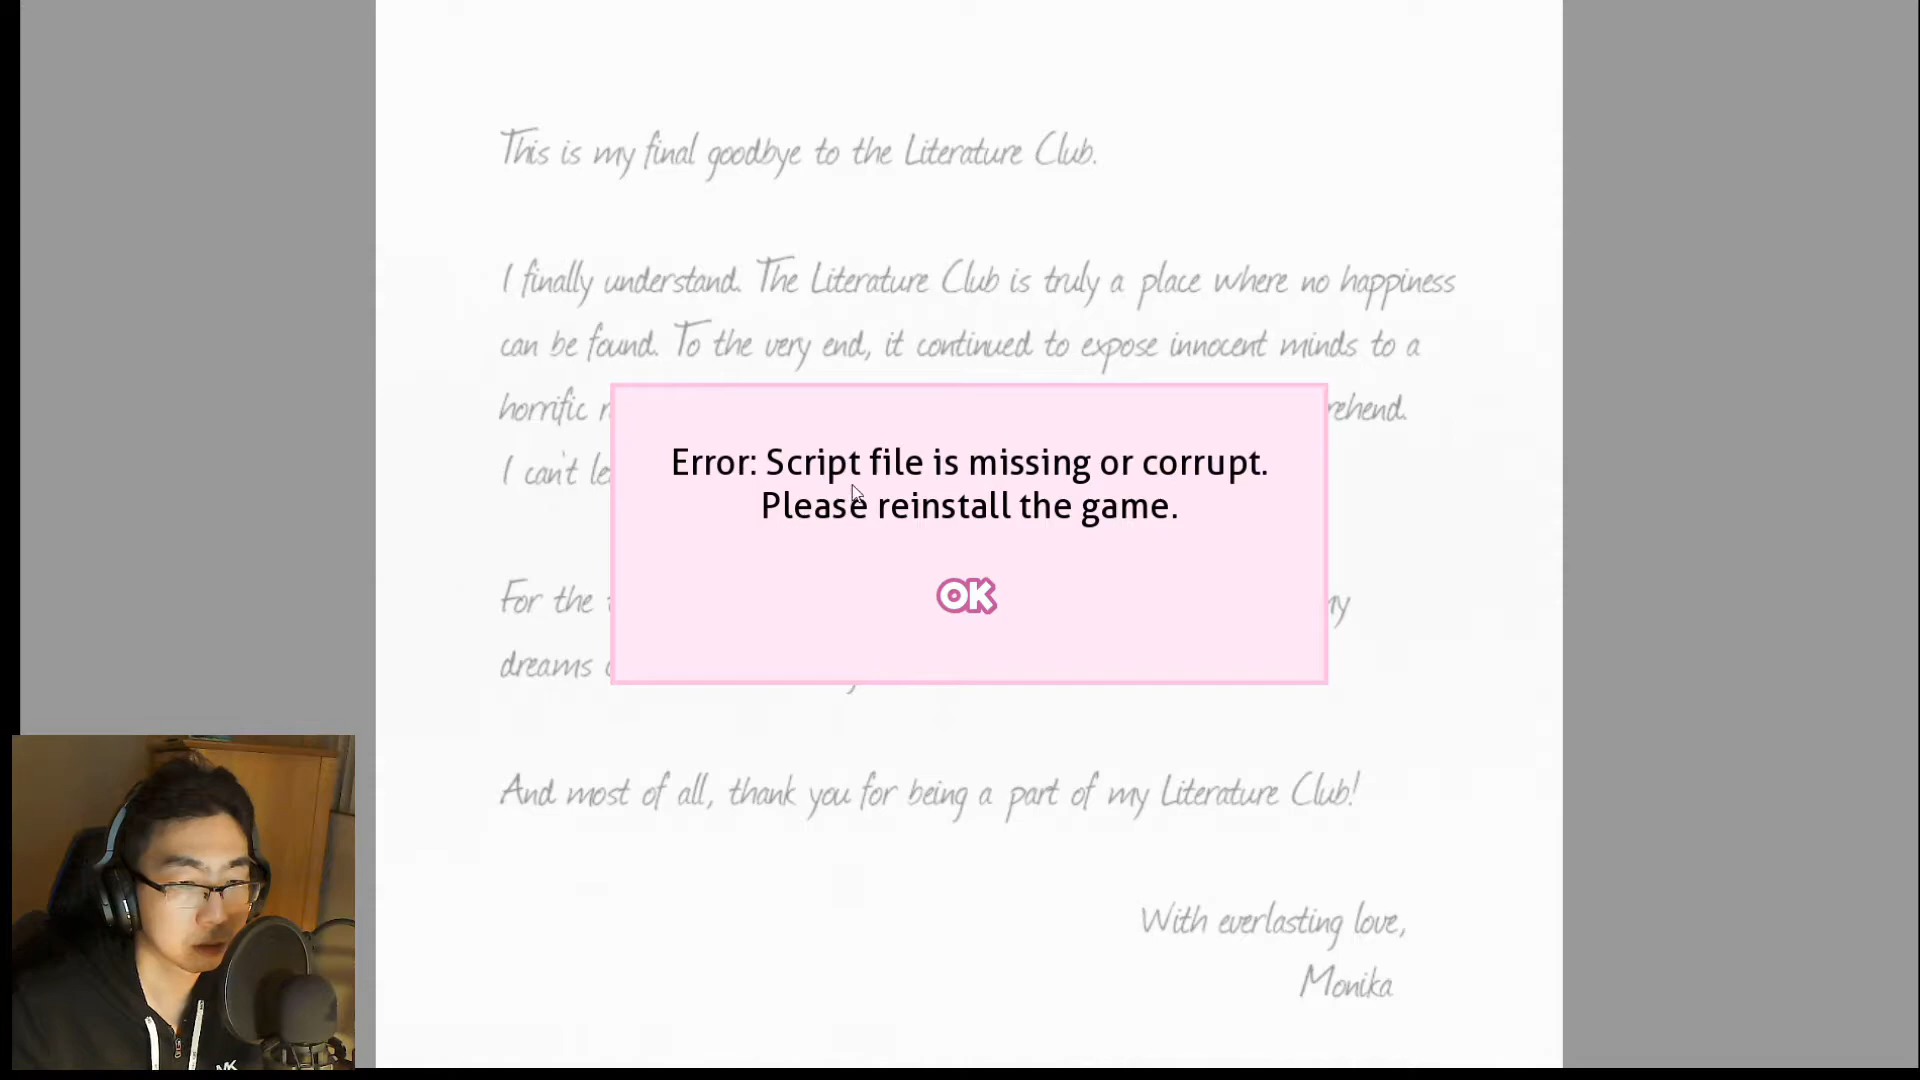 This is my final goodbye to the Literature Club.
I finally understand. The Literature Club is truly a place where no happiness
can be found. To the very end, it continued to expose innocent minds to a
horrific
I can't
Error: Script file is missing or corrupt.
Please reinstall the game.
OK
For the
dreams
And most of all, thank you for being a part of my Literature Club!
With everlasting love,
Monika